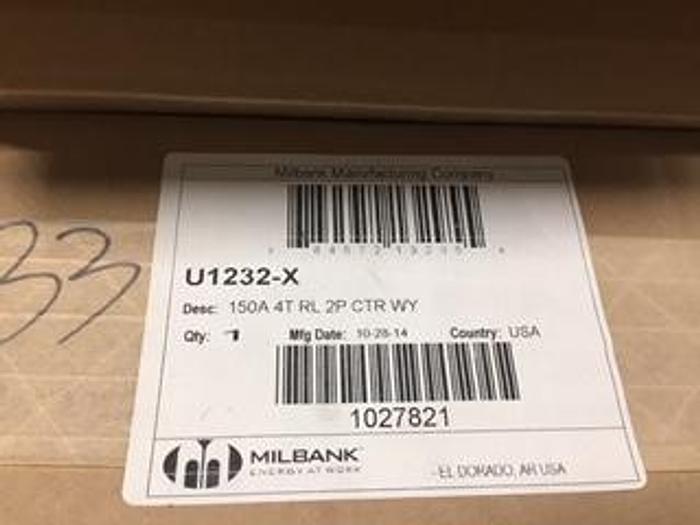 Milbank Manufacturing Company
U1232-X
Desc: 150A 4T RL 2P CTR WY
Qty: 1 Mfg Date: 10-28-14 Country: USA
1027821
MILBANK
ENERGY AT WORK
- EL DORADO, AR USA
33